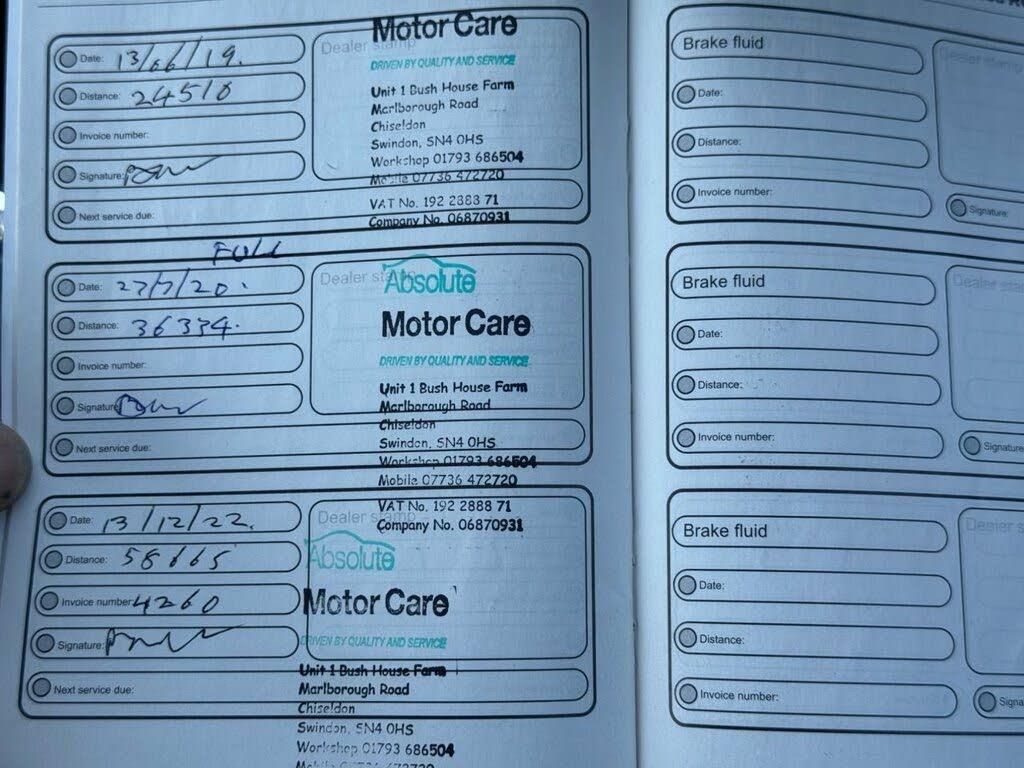 Motor Care
Dealer stamp
DRIVEN BY QUALITY AND SERVICE
Unit 1 Bush House Farm
Marlborough Road
Chiseldon
Swindon, SN4 0HS
Workshop 01793 686504
Mobile 07736 472720
VAT No. 192 2883 71
Company No. 06870931
Date: 13/06/19.
Distance: 24510
Invoice number:
Signature:
Next service due:
FULL
Date: 27/7/20.
Distance: 36334.
Invoice number:
Signature
Next service due:
Dealer stamp
Absolute
Motor Care
DRIVEN BY QUALITY AND SERVICE
Unit 1 Bush House Farm
Marlborough Road
Chiseldon
Swindon, SN4 0HS
Workshop 01793 686504
Mobile 07736 472720
VAT No. 192 2888 71
Company No. 06870931
Date: 13/12/22.
Distance: 58665
Invoice number 4260
Signature:
Next service due:
Dealer stamp
Absolute
Motor Care
DRIVEN BY QUALITY AND SERVICE
Unit 1 Bush House Farm
Marlborough Road
Chiseldon
Swindon, SN4 0HS
Workshop 01793 686504
Brake fluid
Date:
Distance:
Invoice number:
Signature:
Dealer stamp
Brake fluid
Date:
Distance:
Invoice number:
Signature
Dealer stam
Brake fluid
Date:
Distance:
Invoice number:
Signa
Dealer s